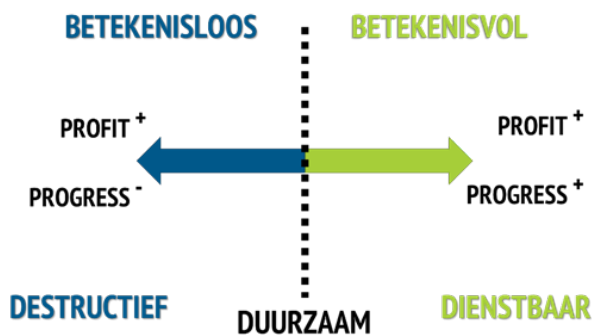 BETEKENISLOOS
BETEKENISVOL
PROFIT +
PROFIT +
PROGRESS -
PROGRESS +
DESTRUCTIEF
DUURZAAM
DIENSTBAAR